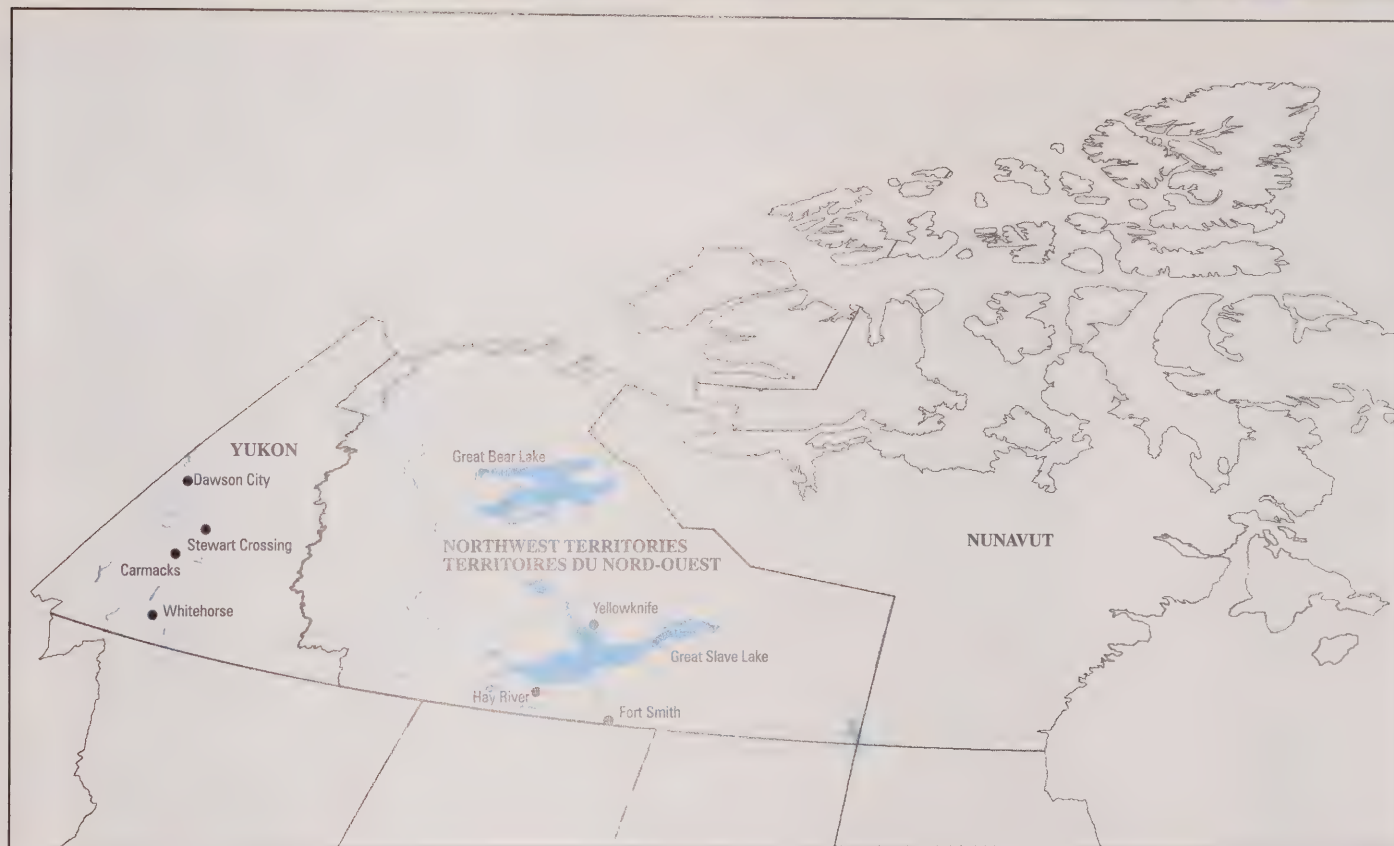 YUKON
Dawson City
Stewart Crossing
Carmacks
Whitehorse
Great Bear Lake
NORTHWEST TERRITORIES
TERRITOIRES DU NORD-OUEST
Yellowknife
Great Slave Lake
Hay River
Fort Smith
NUNAVUT